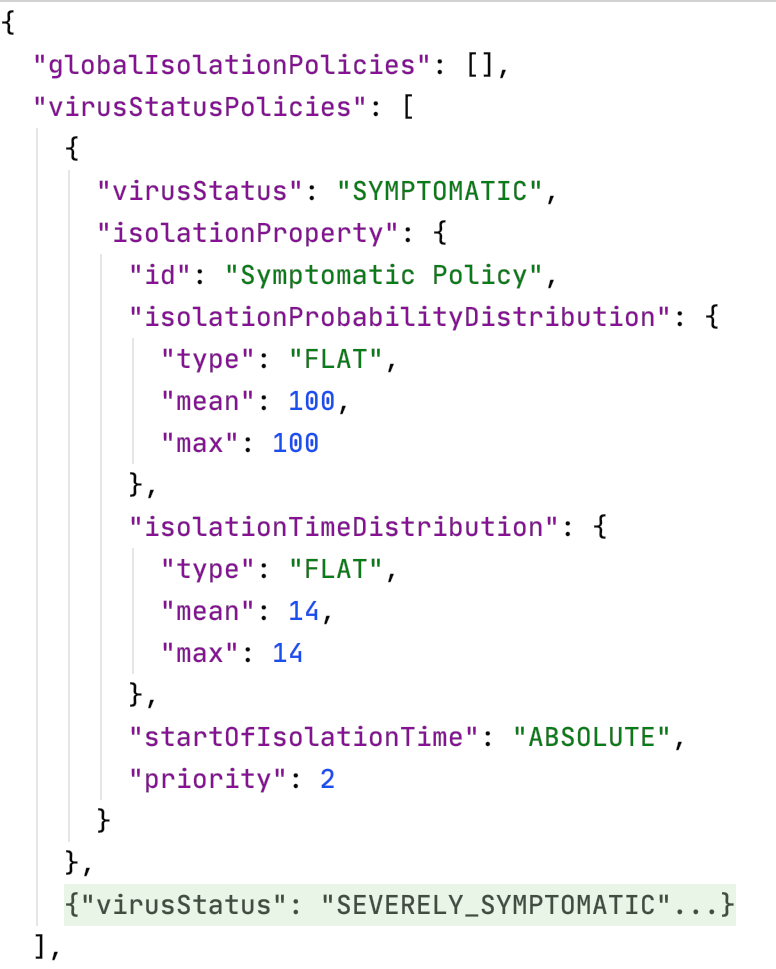 {
"globalIsolationPolicies": [],
"virusStatusPolicies": [
{
"virusStatus": "SYMPTOMATIC",
"isolationProperty": {
"id": "Symptomatic Policy",
"isolationProbabilityDistribution": {
"type": "FLAT",
"mean": 100,
"max": 100
},
"isolationTimeDistribution": {
"type": "FLAT",
"mean": 14,
"max": 14
},
"startOfIsolationTime": "ABSOLUTE",
"priority": 2
}
},
{"virusStatus": "SEVERELY_SYMPTOMATIC"...}
],